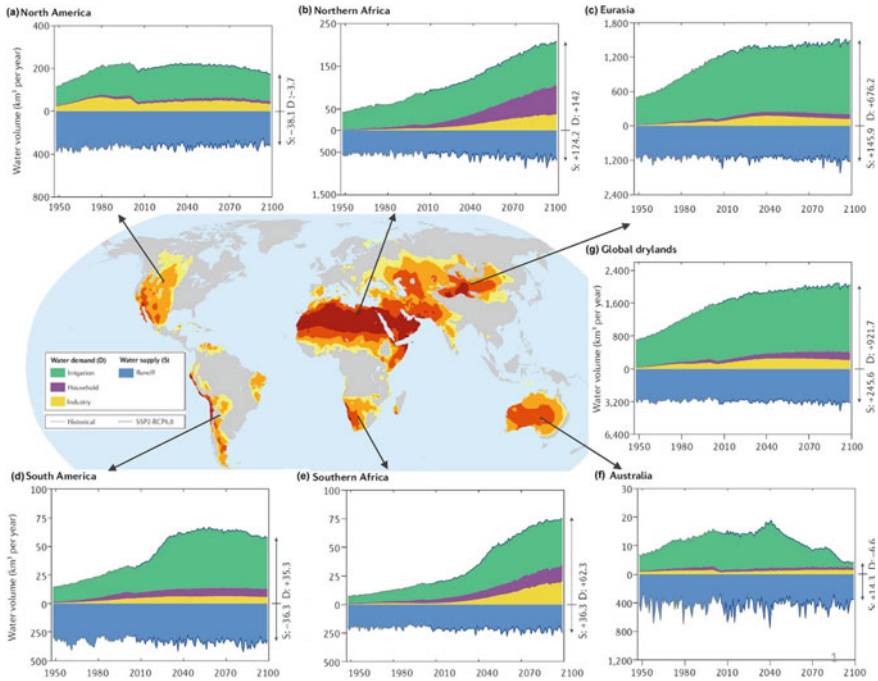 (a) North America
(b) Northern Africa
(c) Eurasia
400
200
0
400
800
Water volume (km³ per year)
S: −38.1 D: −3.7
1950 1980 2010 2040 2070 2100
250
200
150
100
50
0
500
1,500
S: +124.2 D: +142
1950 1980 2010 2040 2070 2100
1,800
1,200
600
0
1,200
2,400
S: +145.9 D: +676.2
1950 1980 2010 2040 2070 2100
(g) Global drylands
2,400
1,600
800
0
3,200
6,400
Water volume (km³ per year)
S: +245.6 D: +921.7
1950 1980 2010 2040 2070 2100
Water demand (D) Water supply (S)
Irrigation Runoff
Household
Industry
Historical SSP2-RCP6.0
(d) South America
(e) Southern Africa
(f) Australia
100
75
50
25
0
250
500
Water volume (km³ per year)
S: −36.3 D: +35.3
1950 1980 2010 2040 2070 2100
100
75
50
25
0
250
500
S: +36.3 D: +62.3
1950 1980 2010 2040 2070 2100
30
20
10
0
400
800
1,200
S: +14.3 D: −6.6
1
1950 1980 2010 2040 2070 2100